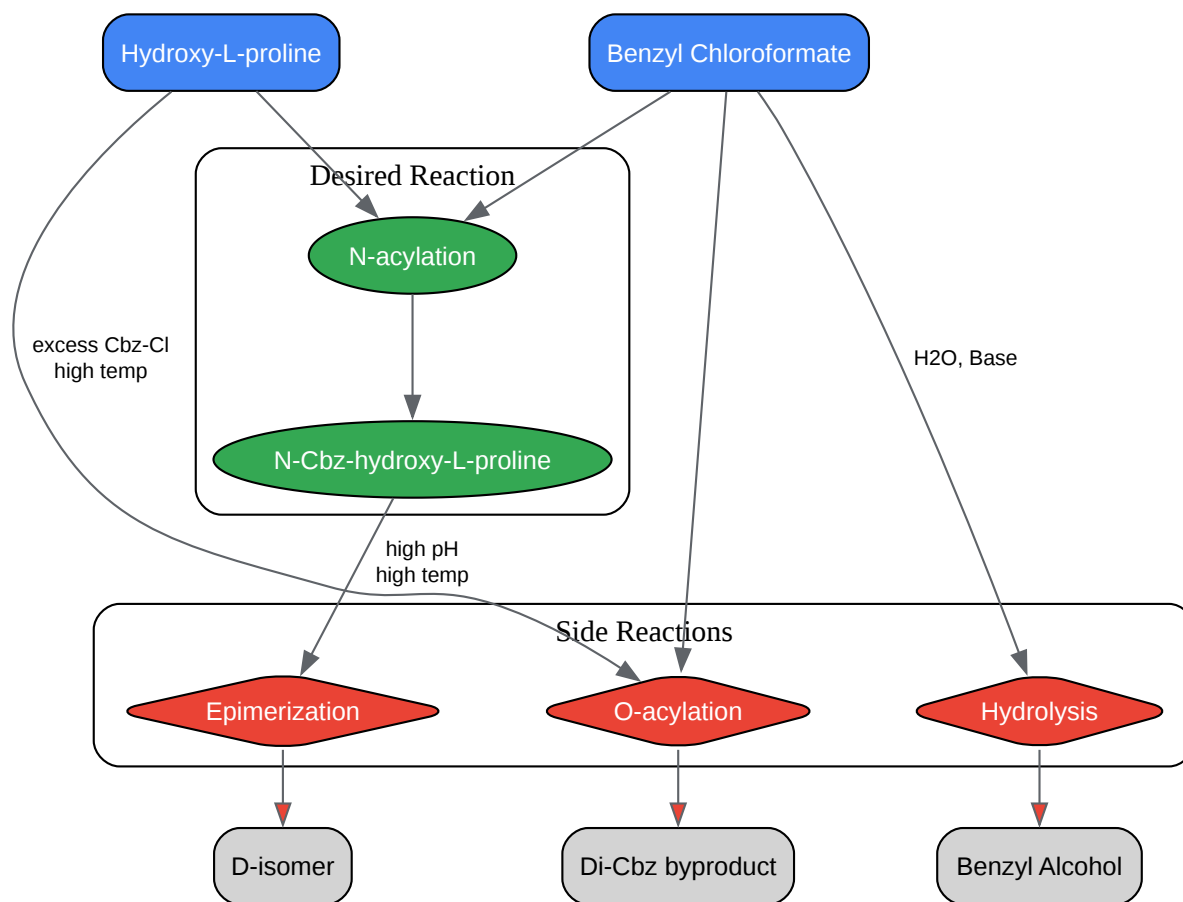 Hydroxy-L-proline
Benzyl Chloroformate
Desired Reaction
N-acylation
excess Cbz-Cl
high temp
H2O, Base
N-Cbz-hydroxy-L-proline
high pH
high temp
Side Reactions
Epimerization
O-acylation
Hydrolysis
D-isomer
Di-Cbz byproduct
Benzyl Alcohol